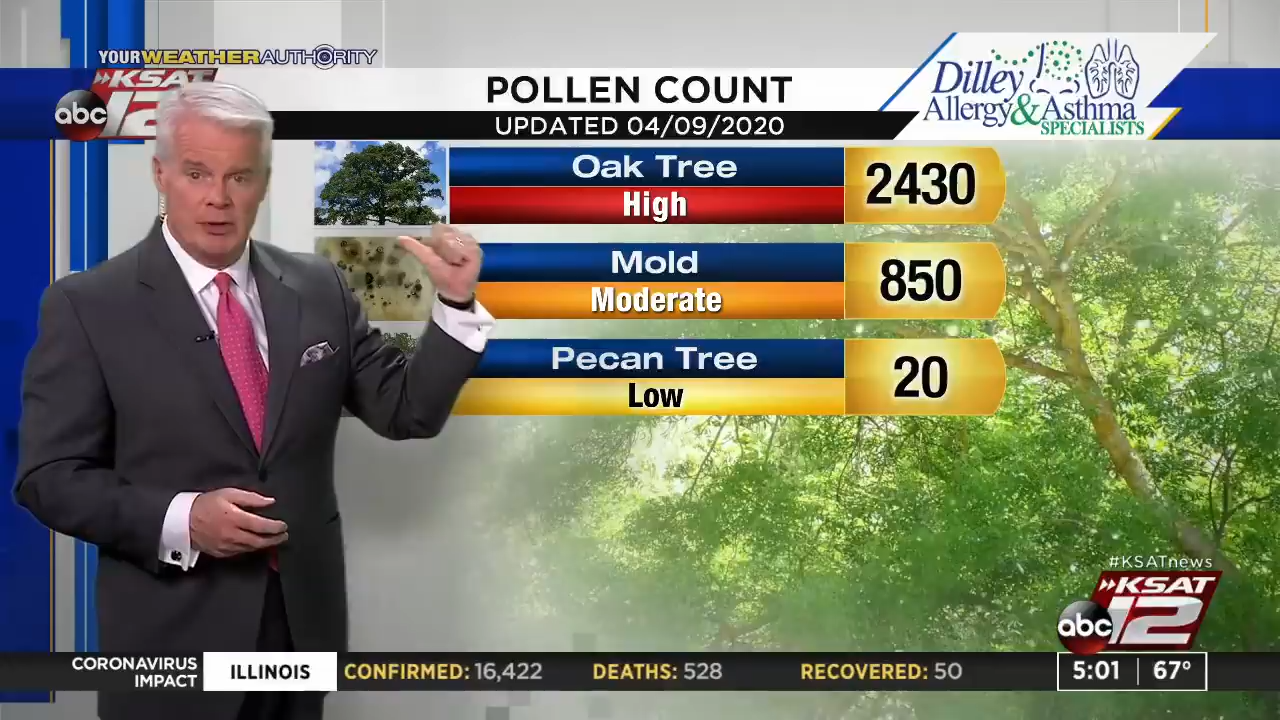 YOUR WEATHER AUTHORITY
KSAT
abc 12
POLLEN COUNT
UPDATED 04/09/2020
Dilley
Allergy & Asthma
SPECIALISTS
Oak Tree
High
2430
Mold
Moderate
850
Pecan Tree
Low
20
#KSATnews
KSAT
abc 12
CORONAVIRUS
IMPACT
ILLINOIS CONFIRMED: 16,422 DEATHS: 528 RECOVERED: 50
5:01 67°